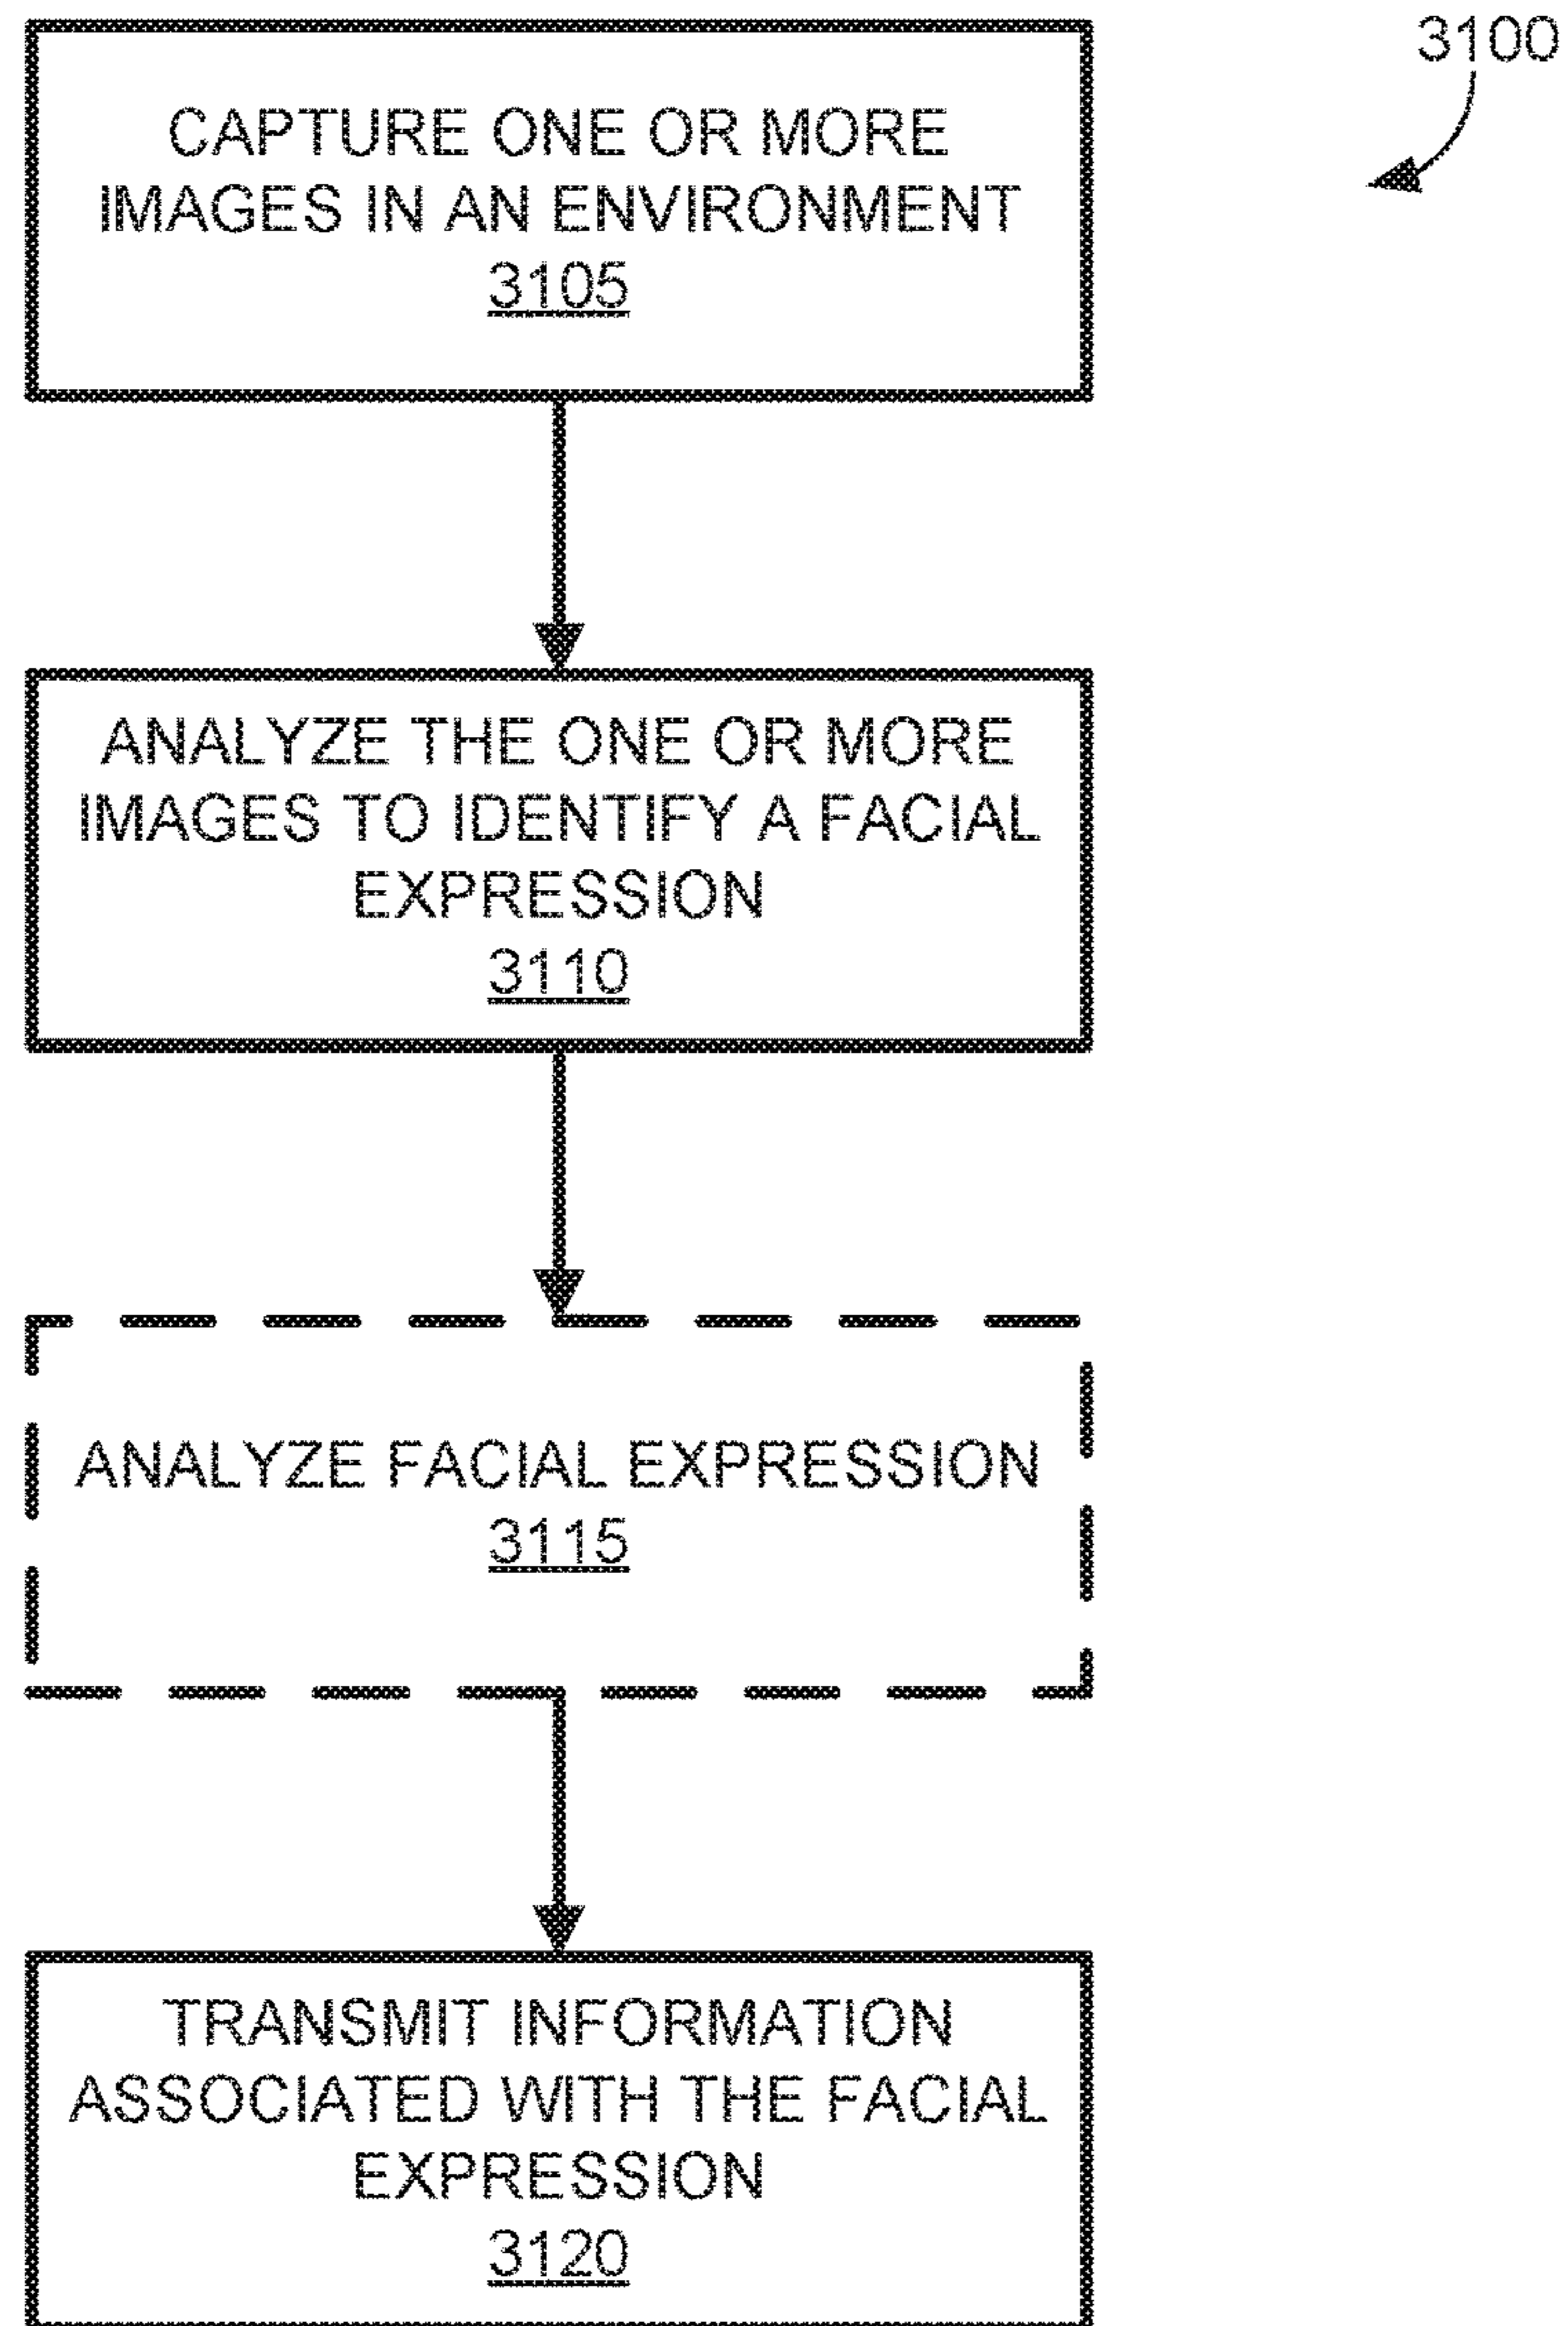 3100
CAPTURE ONE OR MORE
IMAGES IN AN ENVIRONMENT
3105
ANALYZE THE ONE OR MORE
IMAGES TO IDENTIFY A FACIAL
EXPRESSION
3110
ANALYZE FACIAL EXPRESSION
3115
TRANSMIT INFORMATION
ASSOCIATED WITH THE FACIAL
EXPRESSION
3120